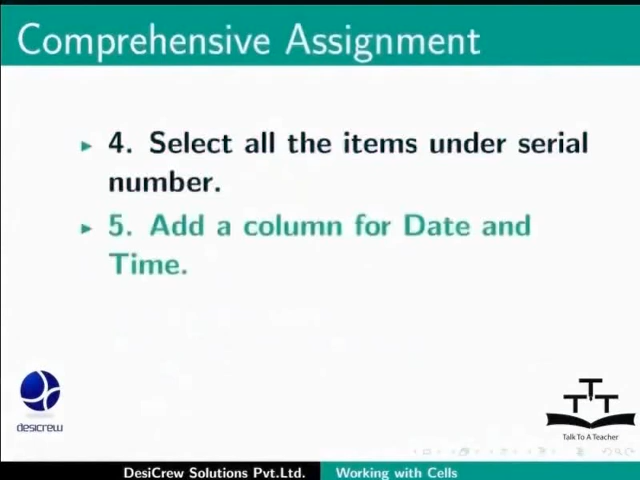 Comprehensive Assignment
4. Select all the items under serial
number.
5. Add a column for Date and
Time.
desicrew
TTT
Talk To A Teacher
DesiCrew Solutions Pvt.Ltd. Working with Cells